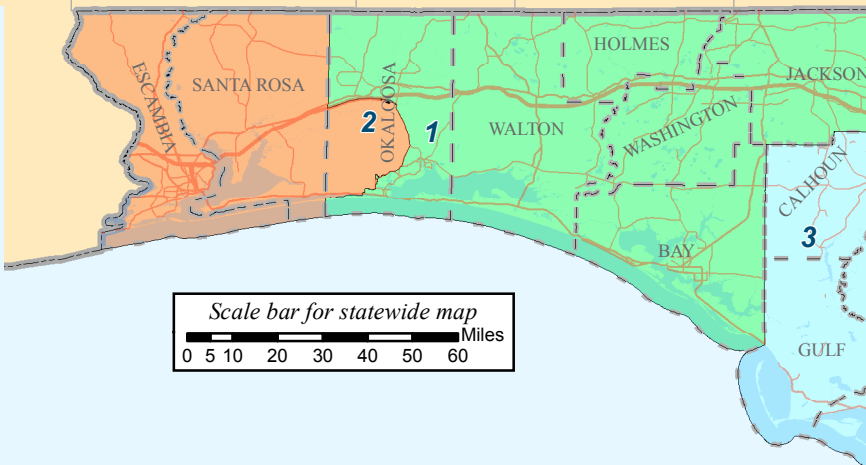 HOLMES
JACKSON
ESCAMBIA
SANTA ROSA
OKALOOSA
2
1
WALTON
WASHINGTON
CALHOUN
3
BAY
GULF
Scale bar for statewide map
Miles
0 5 10 20 30 40 50 60